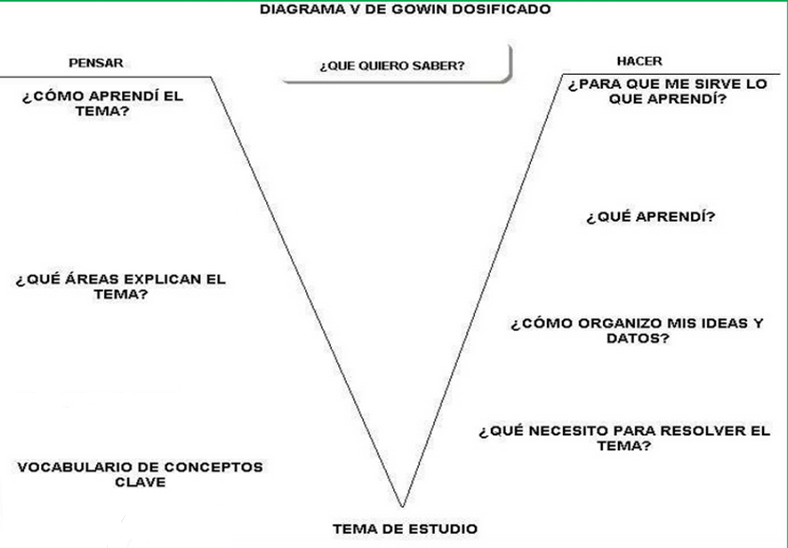 DIAGRAMA V DE GOWIN DOSIFICADO
PENSAR
¿QUE QUIERO SABER?
HACER
¿CÓMO APRENDÍ EL
TEMA?
¿PARA QUE ME SIRVE LO
QUE APRENDÍ?
¿QUÉ APRENDÍ?
¿QUÉ ÁREAS EXPLICAN EL
TEMA?
¿CÓMO ORGANIZO MIS IDEAS Y
DATOS?
¿QUÉ NECESITO PARA RESOLVER EL
TEMA?
VOCABULARIO DE CONCEPTOS
CLAVE
TEMA DE ESTUDIO